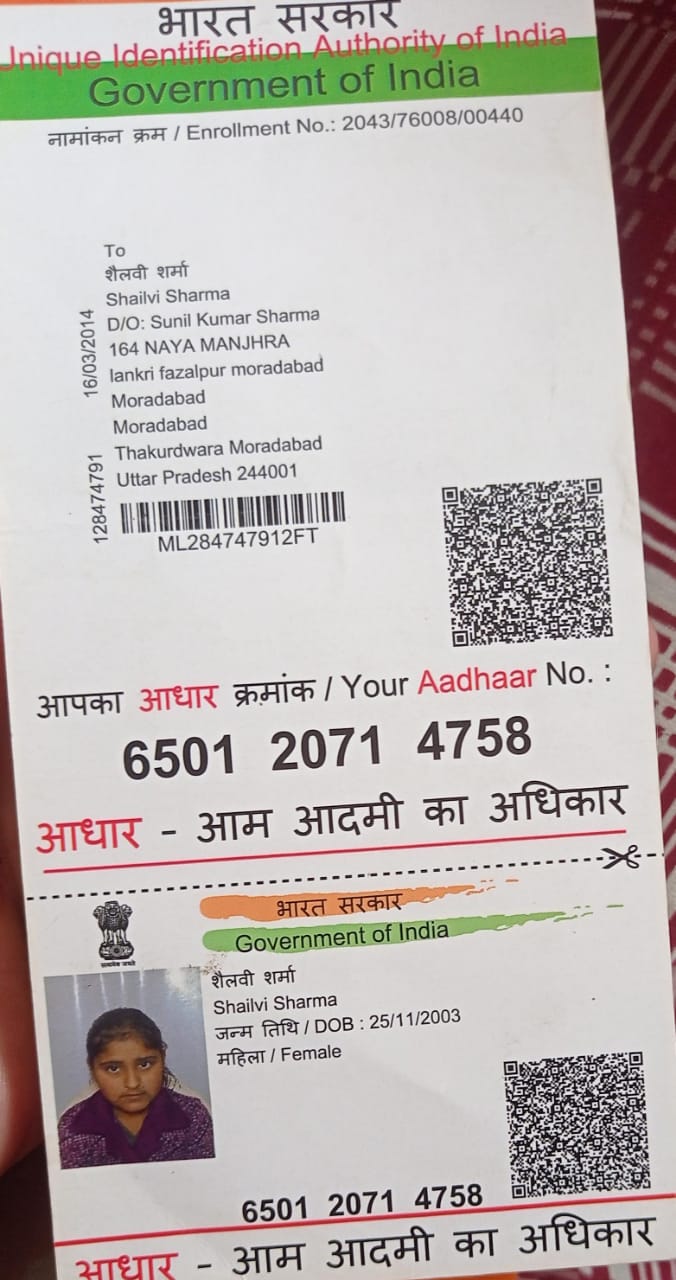 भारत सरकार
Unique Identification Authority of India
Government of India
नामांकन क्रम / Enrollment No.: 2043/76008/00440
To
शैलवी शर्मा
Shailvi Sharma
D/O: Sunil Kumar Sharma
164 NAYA MANJHRA
lankri fazalpur moradabad
Moradabad
Moradabad
Thakurdwara Moradabad
Uttar Pradesh 244001
16/03/2014
128474791
ML284747912FT
आपका आधार क्रमांक / Your Aadhaar No. :
6501 2071 4758
आधार - आम आदमी का अधिकार
भारत सरकार
Government of India
सत्यमेव जयते
शैलवी शर्मा
Shailvi Sharma
जन्म तिथि / DOB : 25/11/2003
महिला / Female
6501 2071 4758
आधार - आम आदमी का अधिकार